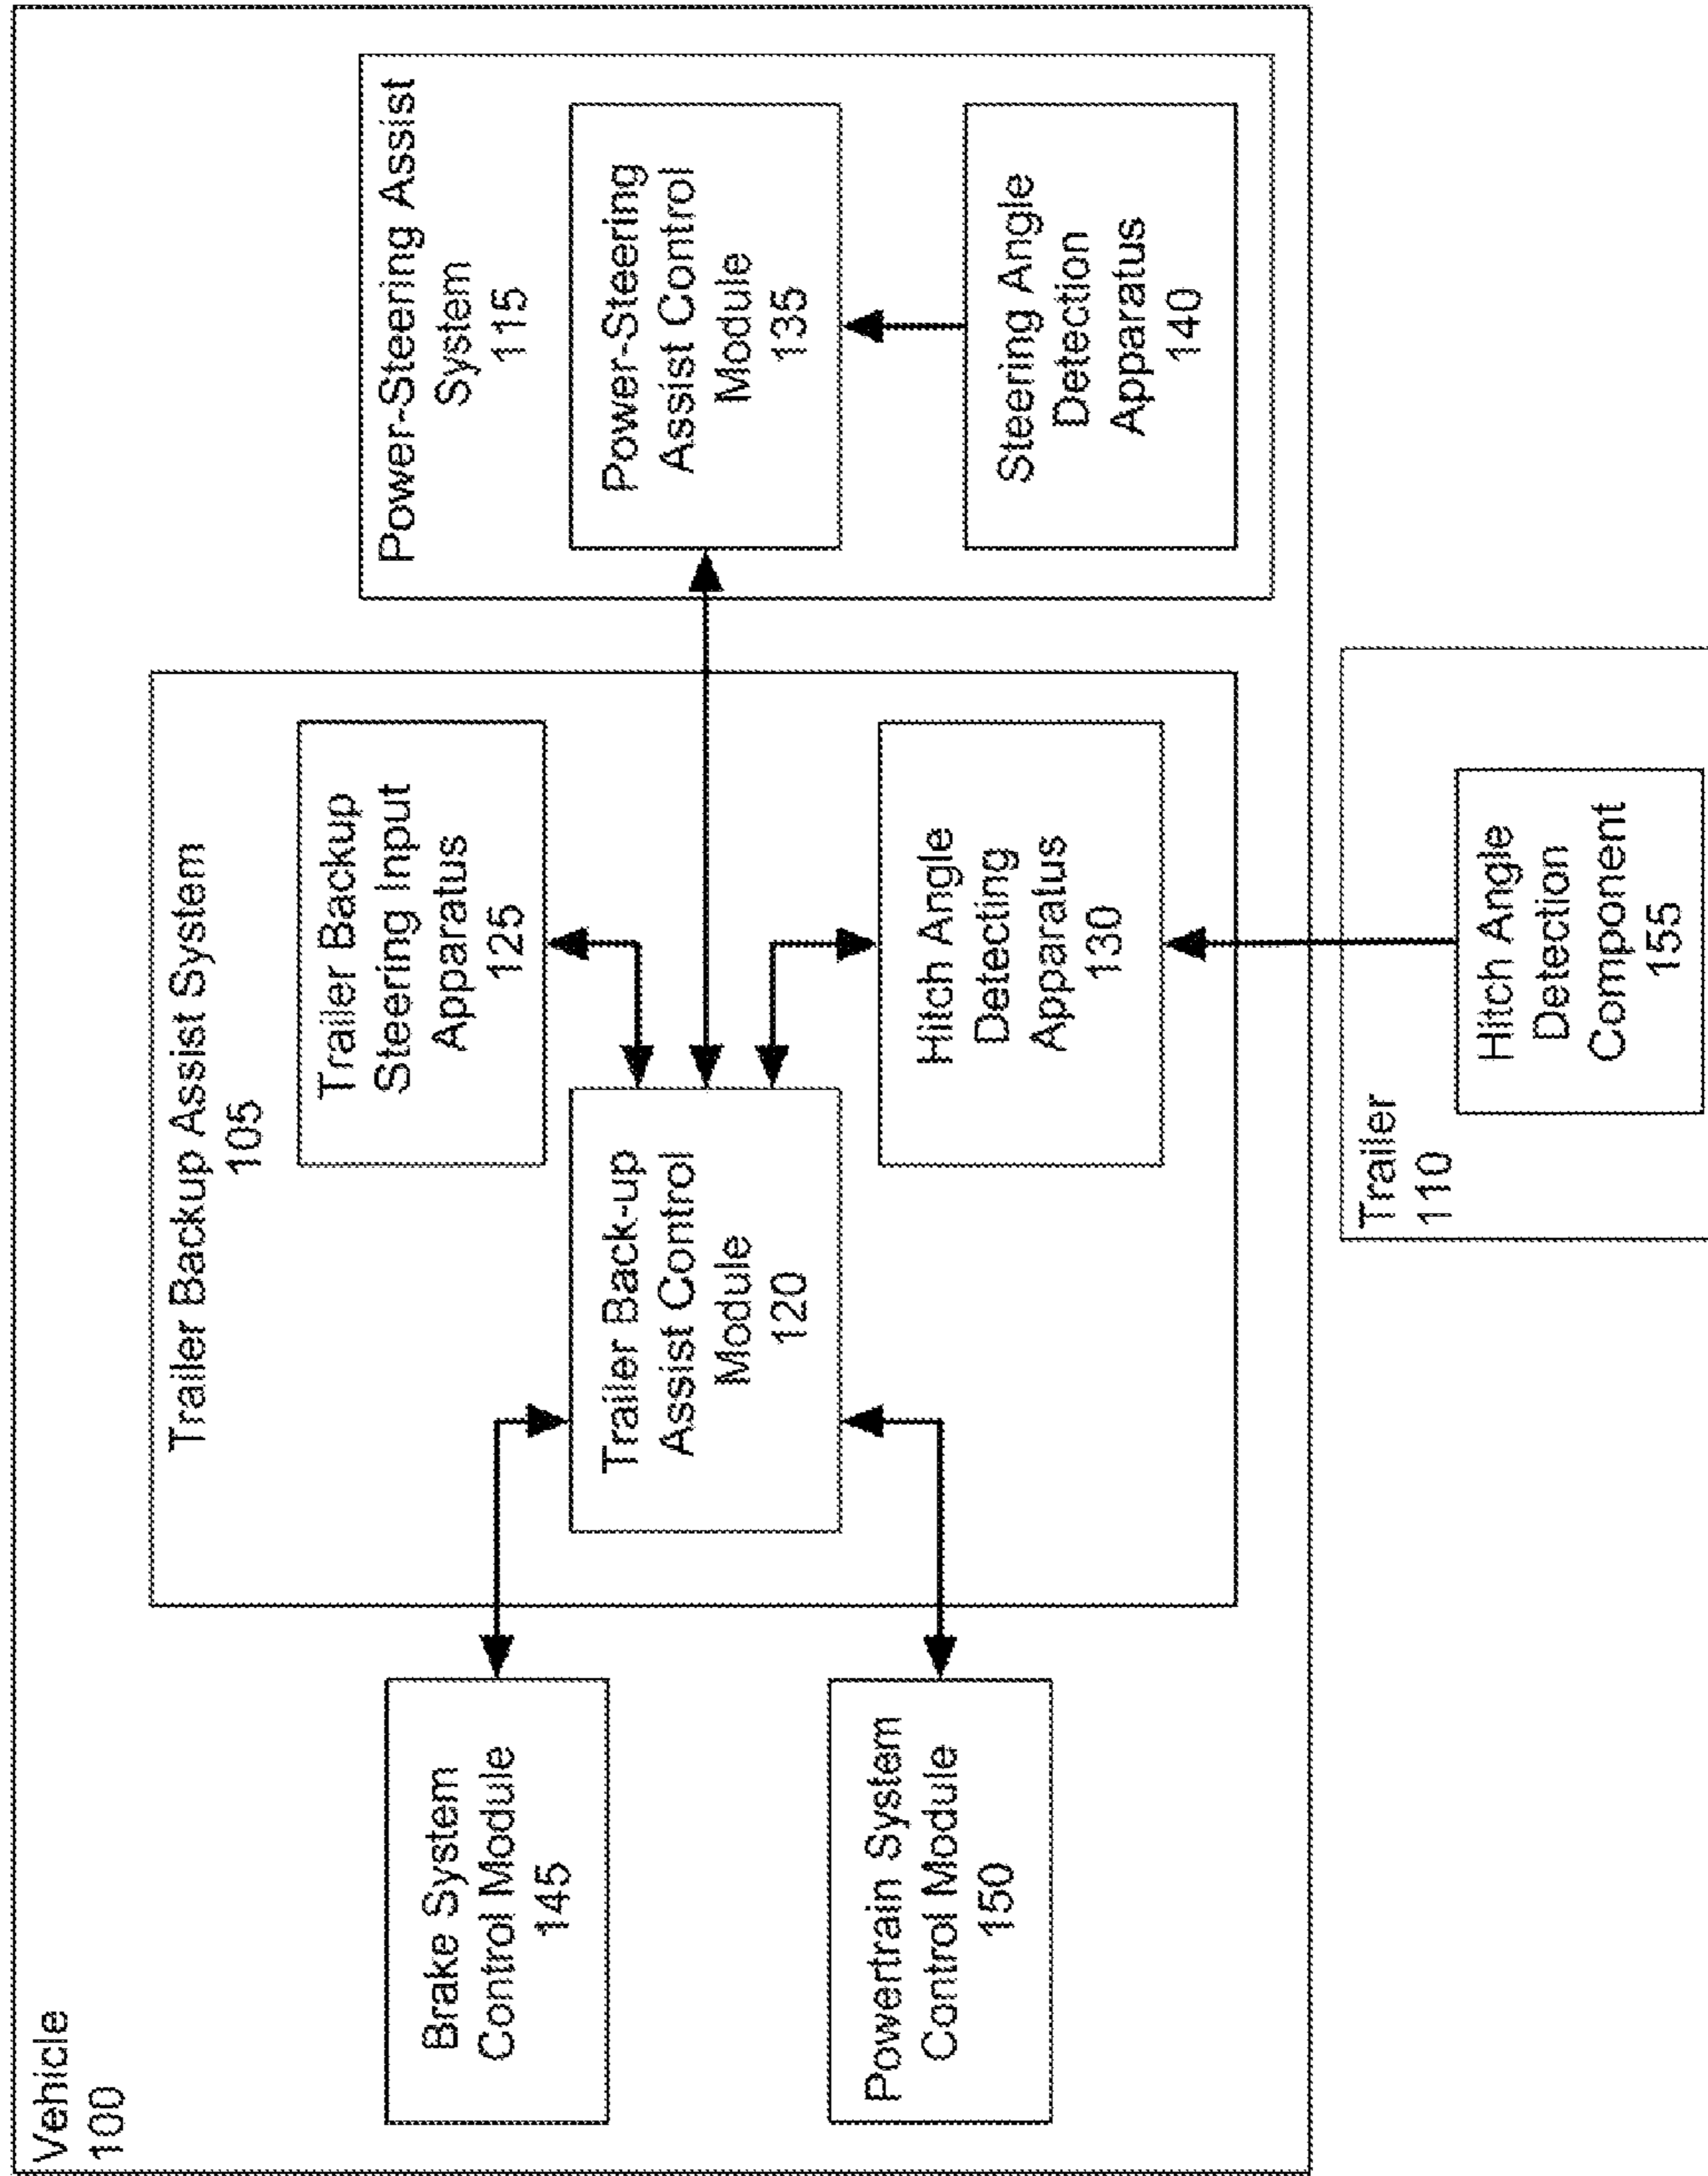 Vehicle
100
Trailer Backup Assist System
105
Power-Steering Assist
System
115
Brake System
Control Module
145
Trailer Backup
Steering Input
Apparatus
125
Trailer Back-up
Assist Control
Module
120
Power-Steering
Assist Control
Module
135
Powertrain System
Control Module
150
Hitch Angle
Detecting
Apparatus
130
Steering Angle
Detection
Apparatus
140
Trailer
110
Hitch Angle
Detection
Component
155